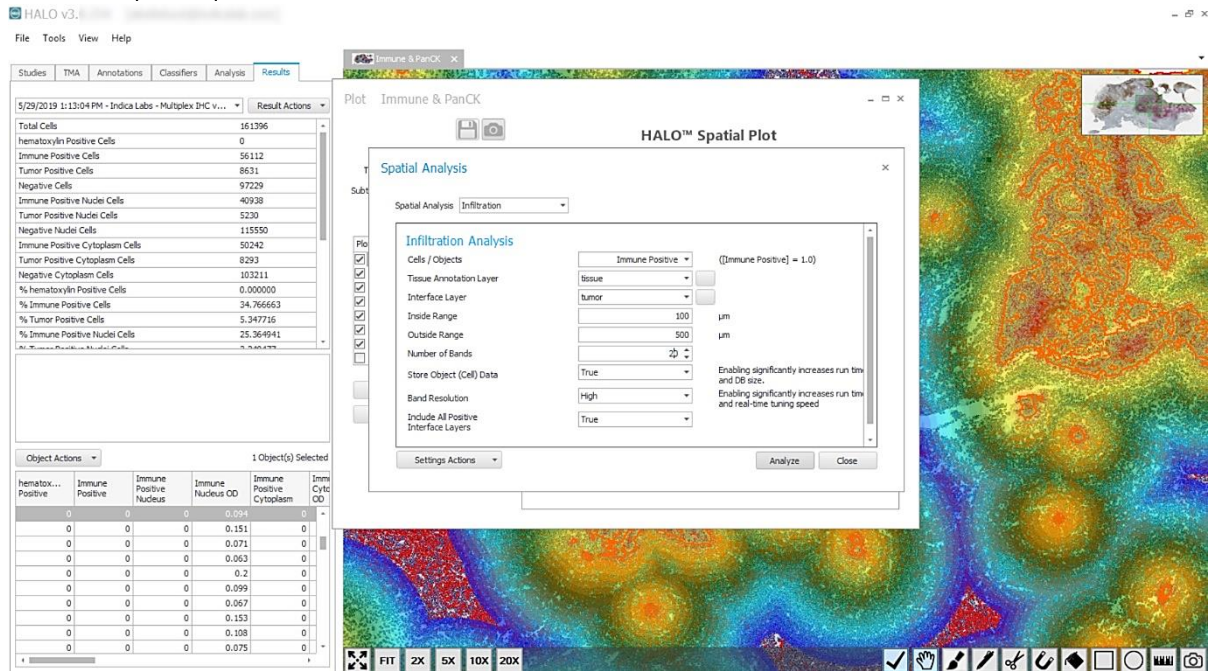 HALO v3.
File Tools View Help
Studies TMA Annotations Classifiers Analysis Results
Immune & PanCK
5/29/2019 1:13:04 PM - Indica Labs - Multiplex IHC v... Result Actions
Total Cells 161396
hematoxylin Positive Cells 0
Immune Positive Cells 56112
Tumor Positive Cells 8631
Negative Cells 97229
Immune Positive Nuclei Cells 40938
Tumor Positive Nuclei Cells 5230
Negative Nuclei Cells 115550
Immune Positive Cytoplasm Cells 50242
Tumor Positive Cytoplasm Cells 8293
Negative Cytoplasm Cells 103211
% hematoxylin Positive Cells 0.000000
% Immune Positive Cells 34.766663
% Tumor Positive Cells 5.347716
% Immune Positive Nuclei Cells 25.364941
Object Actions 1 Object(s) Selected
hematox... Positive Immune Positive Immune Positive Nucleus Immune Nucleus OD Immune Positive Cytoplasm Imm Cyto OD
0 0 0 0.094 0
0 0 0 0.151 0
0 0 0 0.071 0
0 0 0 0.063 0
0 0 0 0.2 0
0 0 0 0.099 0
0 0 0 0.067 0
0 0 0 0.153 0
0 0 0 0.108 0
0 0 0 0.075 0
Plot Immune & PanCK
HALO™ Spatial Plot
T
Subt
Plo
Spatial Analysis
Spatial Analysis Infiltration
Infiltration Analysis
Cells / Objects Immune Positive ([Immune Positive] = 1.0)
Tissue Annotation Layer tissue
Interface Layer tumor
Inside Range 100 μm
Outside Range 500 μm
Number of Bands 20
Store Object (Cell) Data True Enabling significantly increases run time
and DB size.
Band Resolution High Enabling significantly increases run time
and real-time tuning speed
Include All Positive
Interface Layers True
Settings Actions Analyze Close
FIT 2X 5X 10X 20X